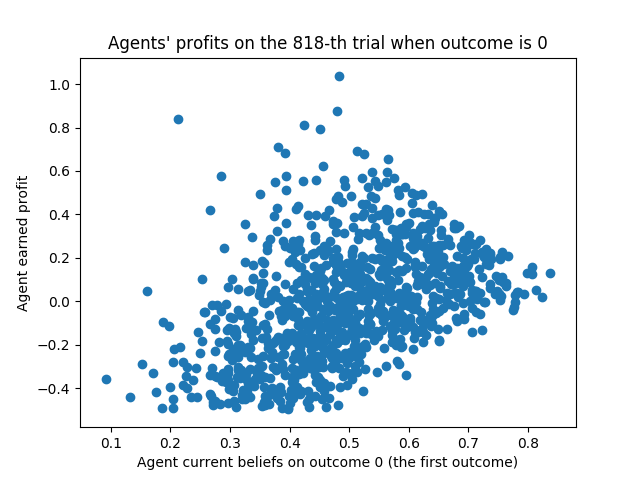 Agents' profits on the 818-th trial when outcome is 0
1.0
0.8
0.6
0.4
0.2
0.0
−0.2
−0.4
Agent earned profit
0.1 0.2 0.3 0.4 0.5 0.6 0.7 0.8
Agent current beliefs on outcome 0 (the first outcome)